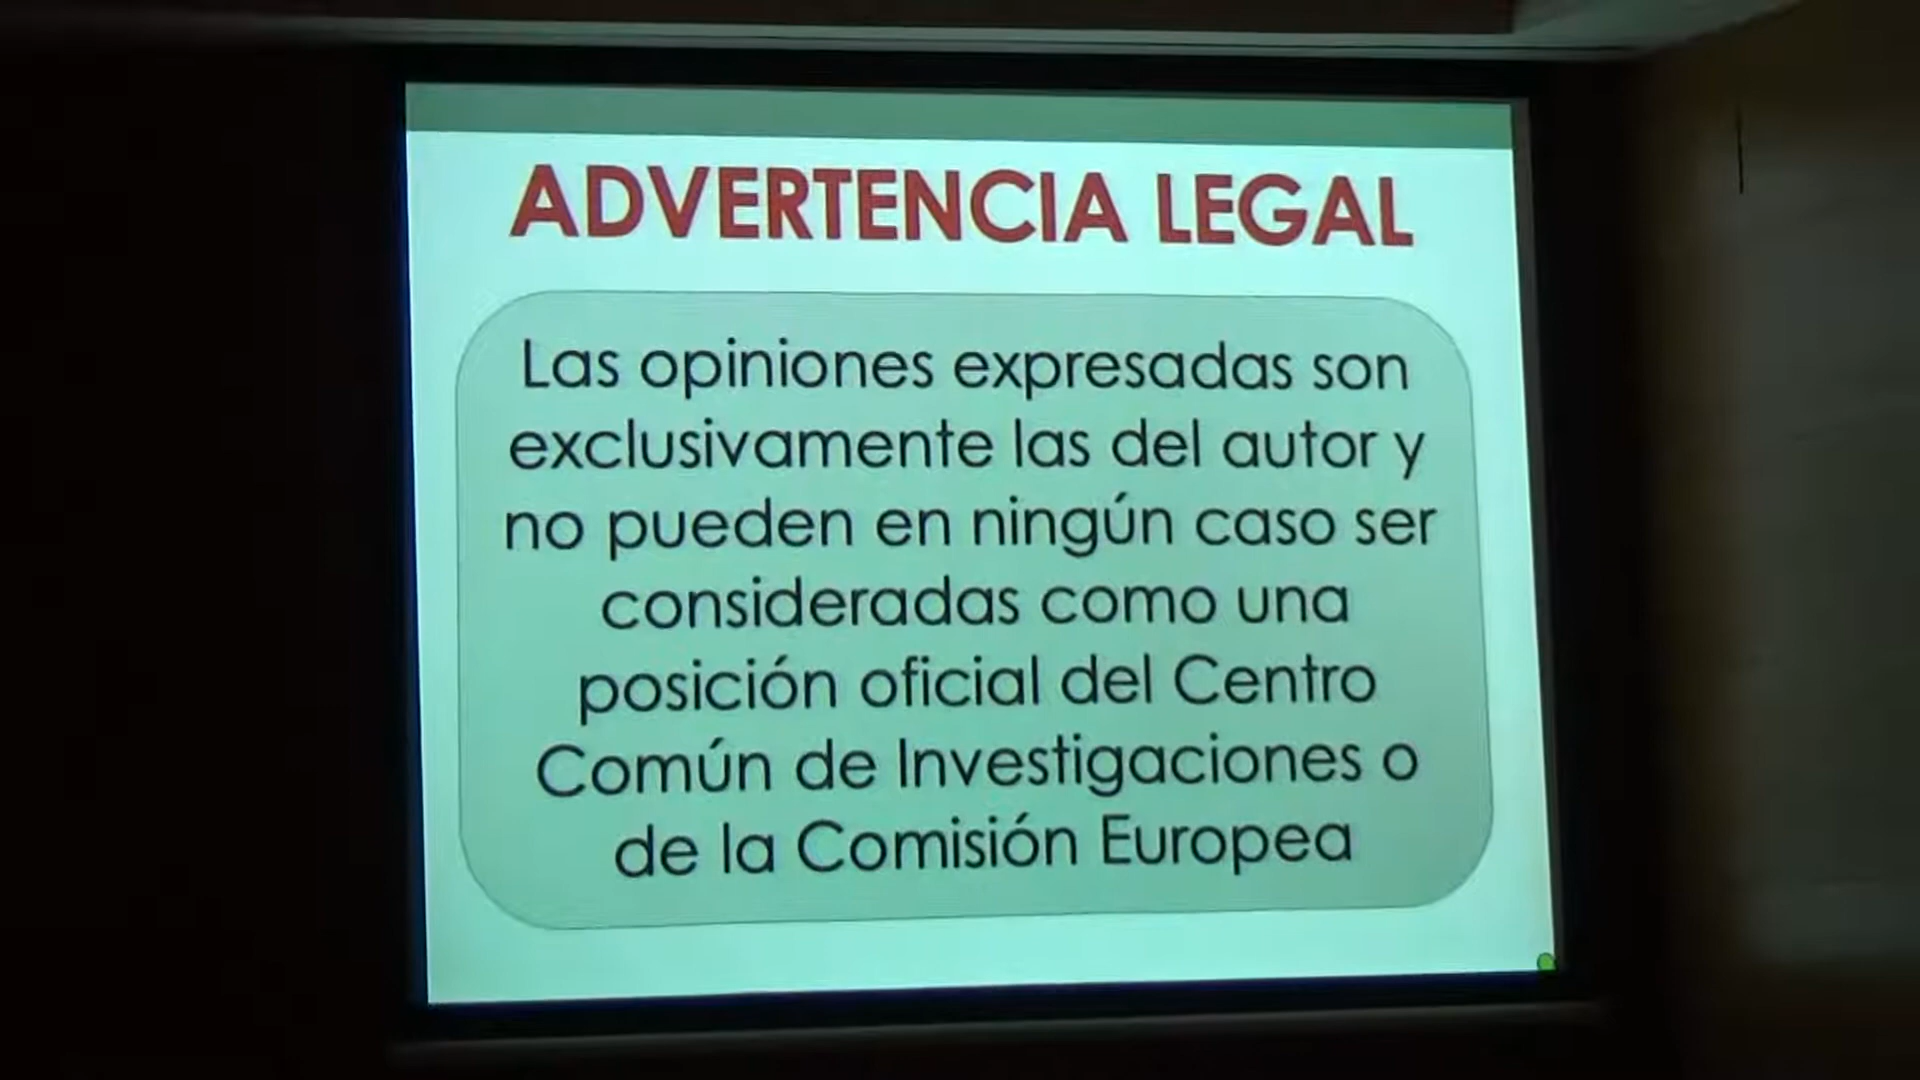 ADVERTENCIA LEGAL
Las opiniones expresadas son
exclusivamente las del autor y
no pueden en ningún caso ser
consideradas como una
posición oficial del Centro
Común de Investigaciones o
de la Comisión Europea